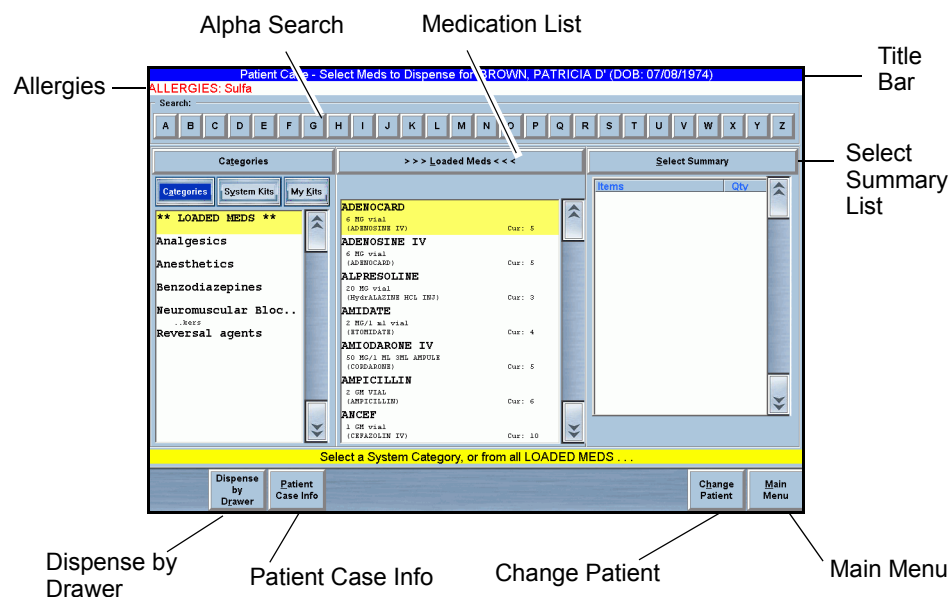 Alpha Search
Medication List
Title
Bar
Allergies
Patient Case - Select Meds to Dispense for BROWN, PATRICIA D' (DOB: 07/08/1974)
ALLERGIES: Sulfa
Search:
A B C D E F G H I J K L M N O P Q R S T U V W X Y Z
Categories
> > > Loaded Meds < < <
Select Summary
Select
Summary
List
Categories
System Kits
My Kits
Items Qty
** LOADED MEDS **
Analgesics
Anesthetics
Benzodiazepines
Neuromuscular Bloc..
..kers
Reversal agents
ADENOCARD
6 MG vial
(ADENOSINE IV) Cur: 5
ADENOSINE IV
6 MG vial
(ADENOCARD) Cur: 5
ALPRESOLINE
20 MG vial
(HydrALAZINE HCL INJ) Cur: 3
AMIDATE
2 MG/1 ml vial
(ETOMIDATE) Cur: 4
AMIODARONE IV
50 MG/1 ML 3ML AMPULE
(CORDARONE) Cur: 5
AMPICILLIN
2 GM VIAL
(AMPICILLIN) Cur: 6
ANCEF
1 GM vial
(CEFAZOLIN IV) Cur: 10
Select a System Category, or from all LOADED MEDS . . .
Dispense
by
Drawer
Patient
Case Info
Change
Patient
Main
Menu
Dispense by
Drawer
Patient Case Info
Change Patient
Main Menu